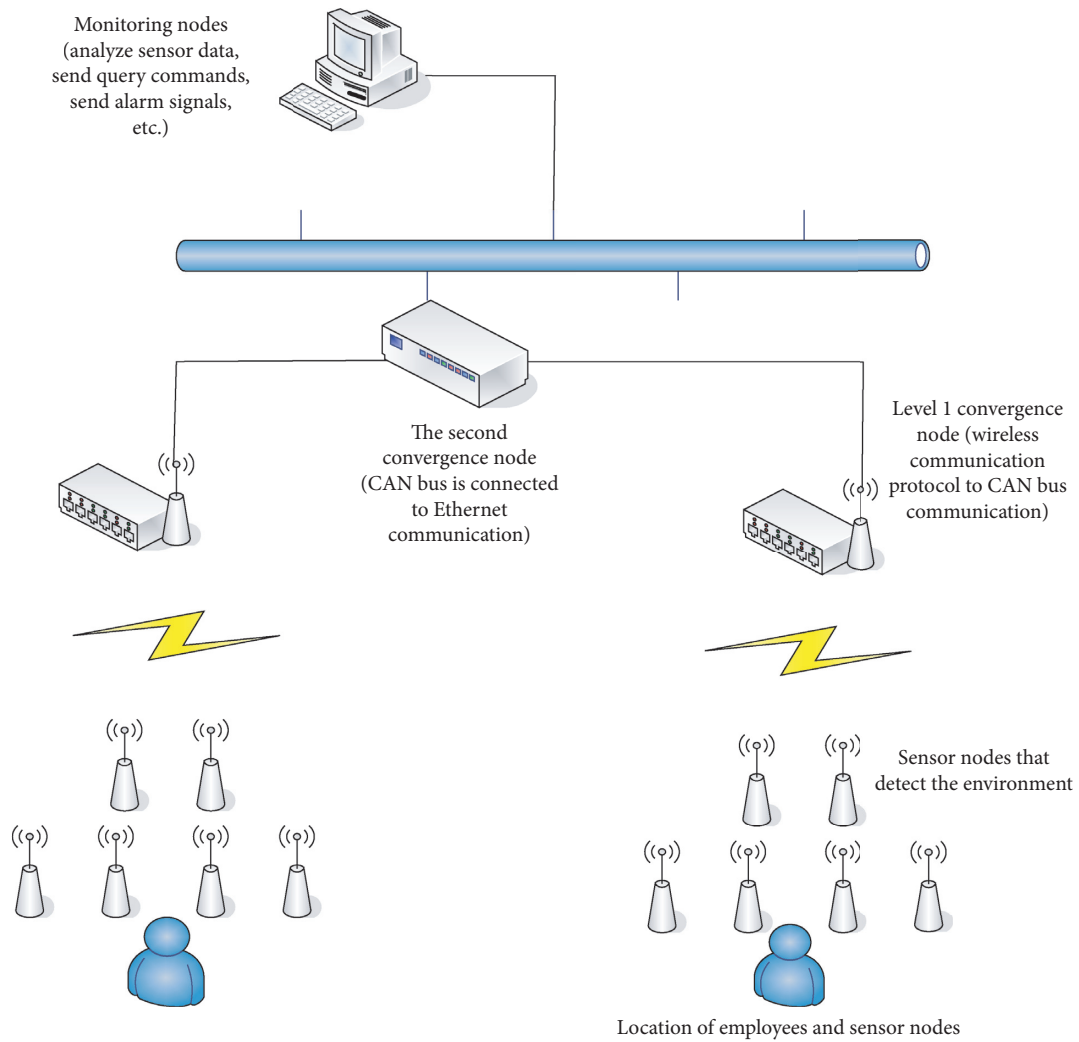 Monitoring nodes
(analyze sensor data,
send query commands,
send alarm signals,
etc.)
The second
convergence node
(CAN bus is connected
to Ethernet
communication)
Level 1 convergence
node (wireless
communication
protocol to CAN bus
communication)
Sensor nodes that
detect the environment
Location of employees and sensor nodes